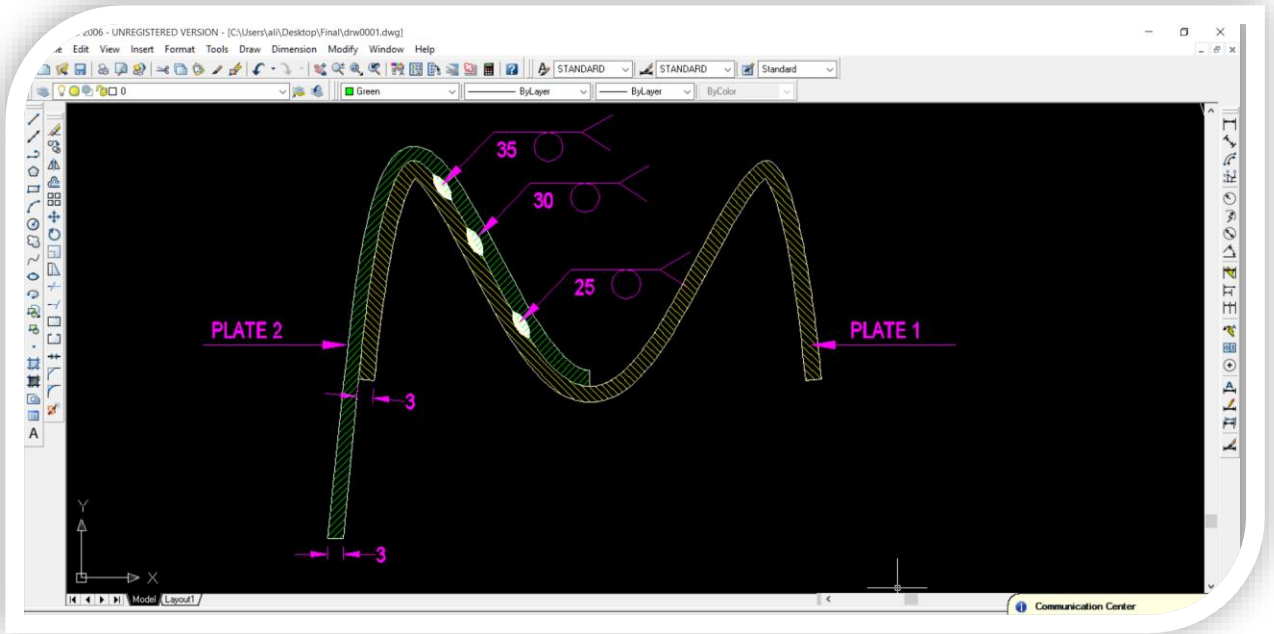 2006 - UNREGISTERED VERSION - [C:\Users\ali\Desktop\Final\drw0001.dwg]
Edit View Insert Format Tools Draw Dimension Modify Window Help
STANDARD STANDARD Standard
0 Green ByLayer ByLayer ByColor
35
30
25
PLATE 2
PLATE 1
3
3
Y
X
Model Layout1
Communication Center